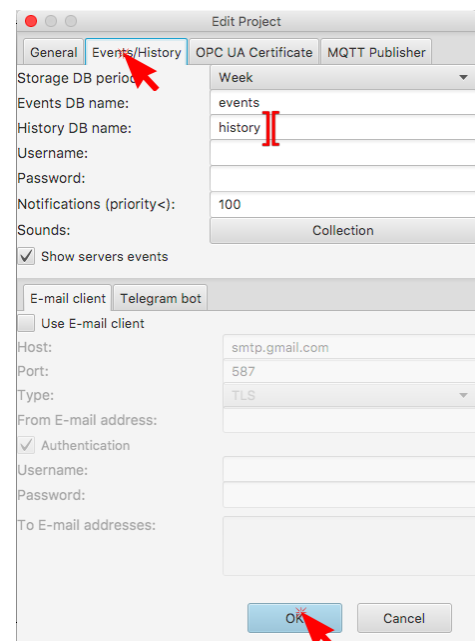 Edit Project
General Events/History OPC UA Certificate MQTT Publisher
Storage DB period: Week
Events DB name: events
History DB name: history
Username:
Password:
Notifications (priority<): 100
Sounds: Collection
Show servers events
E-mail client Telegram bot
Use E-mail client
Host: smtp.gmail.com
Port: 587
Type: TLS
From E-mail address:
Authentication
Username:
Password:
To E-mail addresses:
OK Cancel